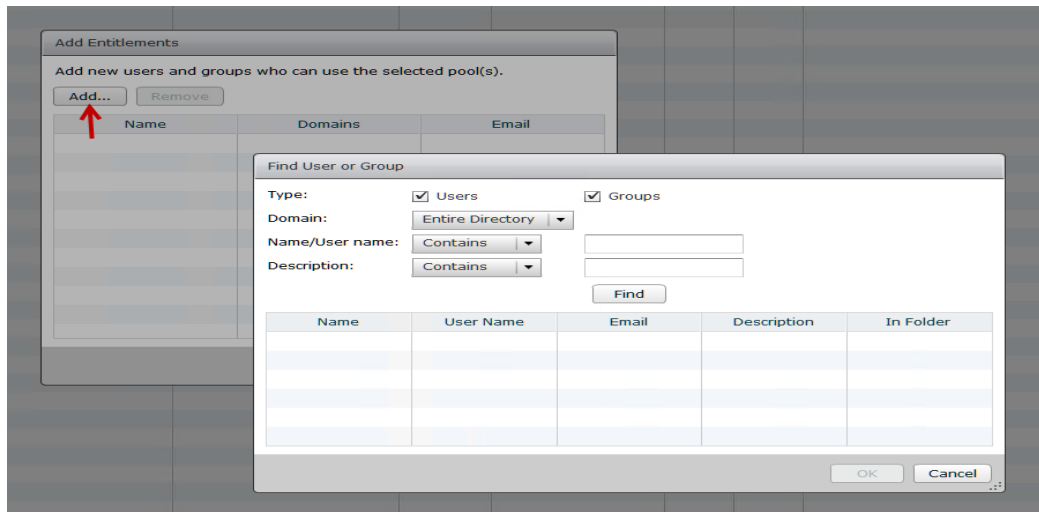 Add Entitlements
Add new users and groups who can use the selected pool(s).
Add... Remove
Name Domains Email
Find User or Group
Type: Users Groups
Domain: Entire Directory
Name/User name: Contains
Description: Contains
Find
Name User Name Email Description In Folder
OK Cancel